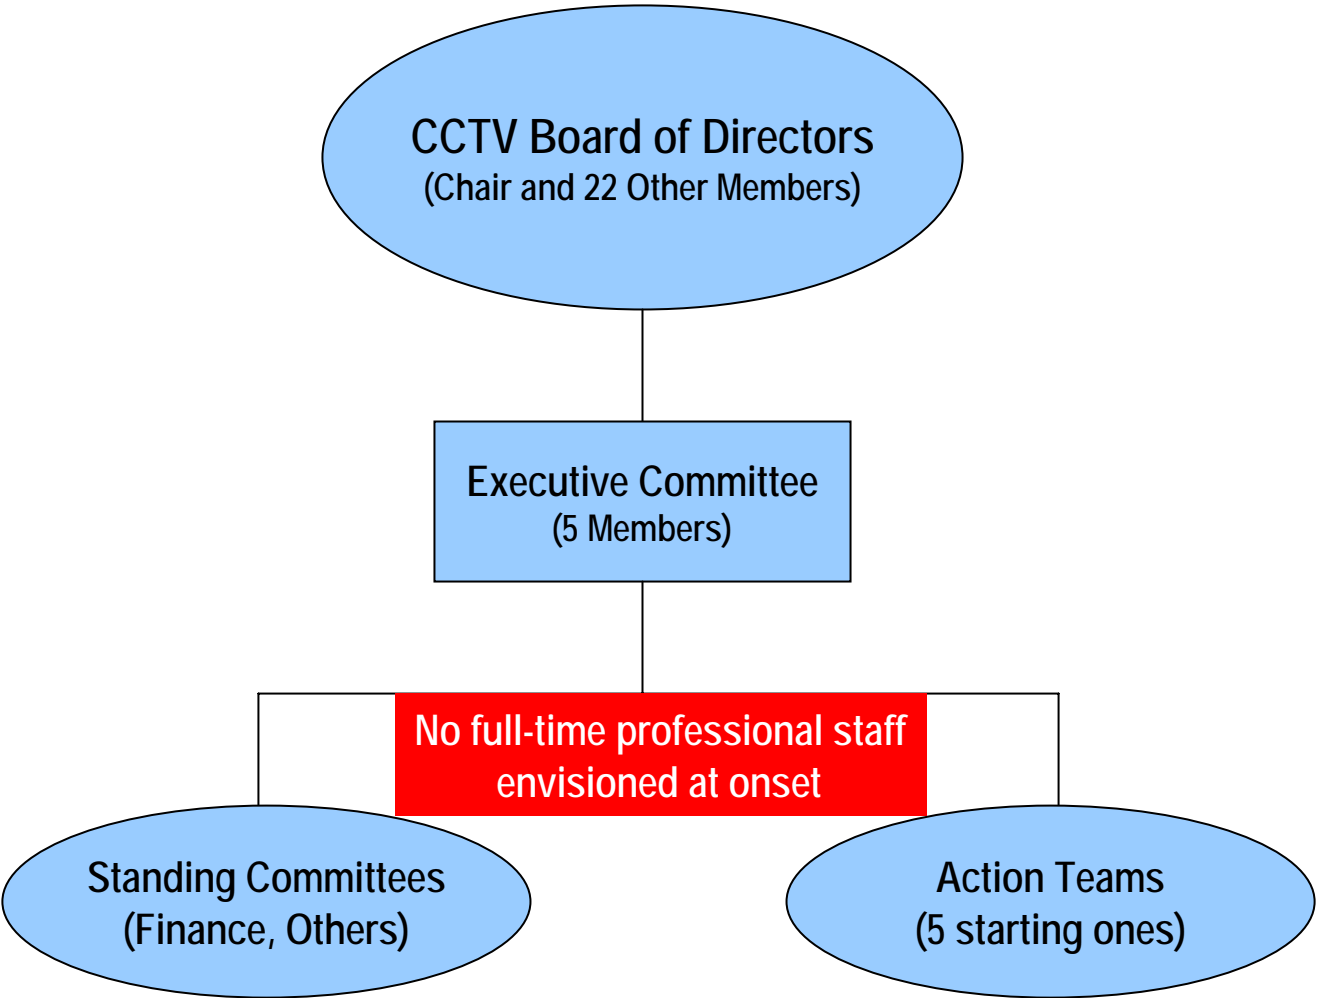 CCTV Board of Directors
(Chair and 22 Other Members)
Executive Committee
(5 Members)
No full-time professional staff
envisioned at onset
Standing Committees
(Finance, Others)
Action Teams
(5 starting ones)